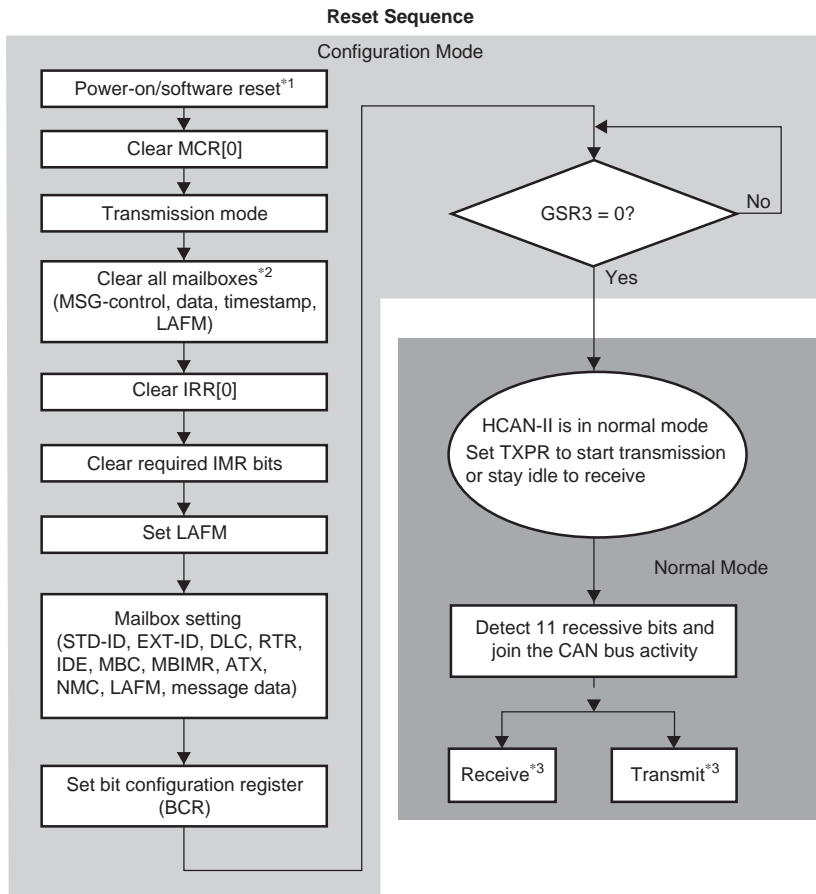 Reset Sequence
Configuration Mode
Power-on/software reset*1
Clear MCR[0]
Transmission mode
Clear all mailboxes*2
(MSG-control, data, timestamp,
LAFM)
Clear IRR[0]
Clear required IMR bits
Set LAFM
Mailbox setting
(STD-ID, EXT-ID, DLC, RTR,
IDE, MBC, MBIMR, ATX,
NMC, LAFM, message data)
Set bit configuration register
(BCR)
GSR3 = 0?
No
Yes
HCAN-II is in normal mode
Set TXPR to start transmission
or stay idle to receive
Normal Mode
Detect 11 recessive bits and
join the CAN bus activity
Receive*3
Transmit*3